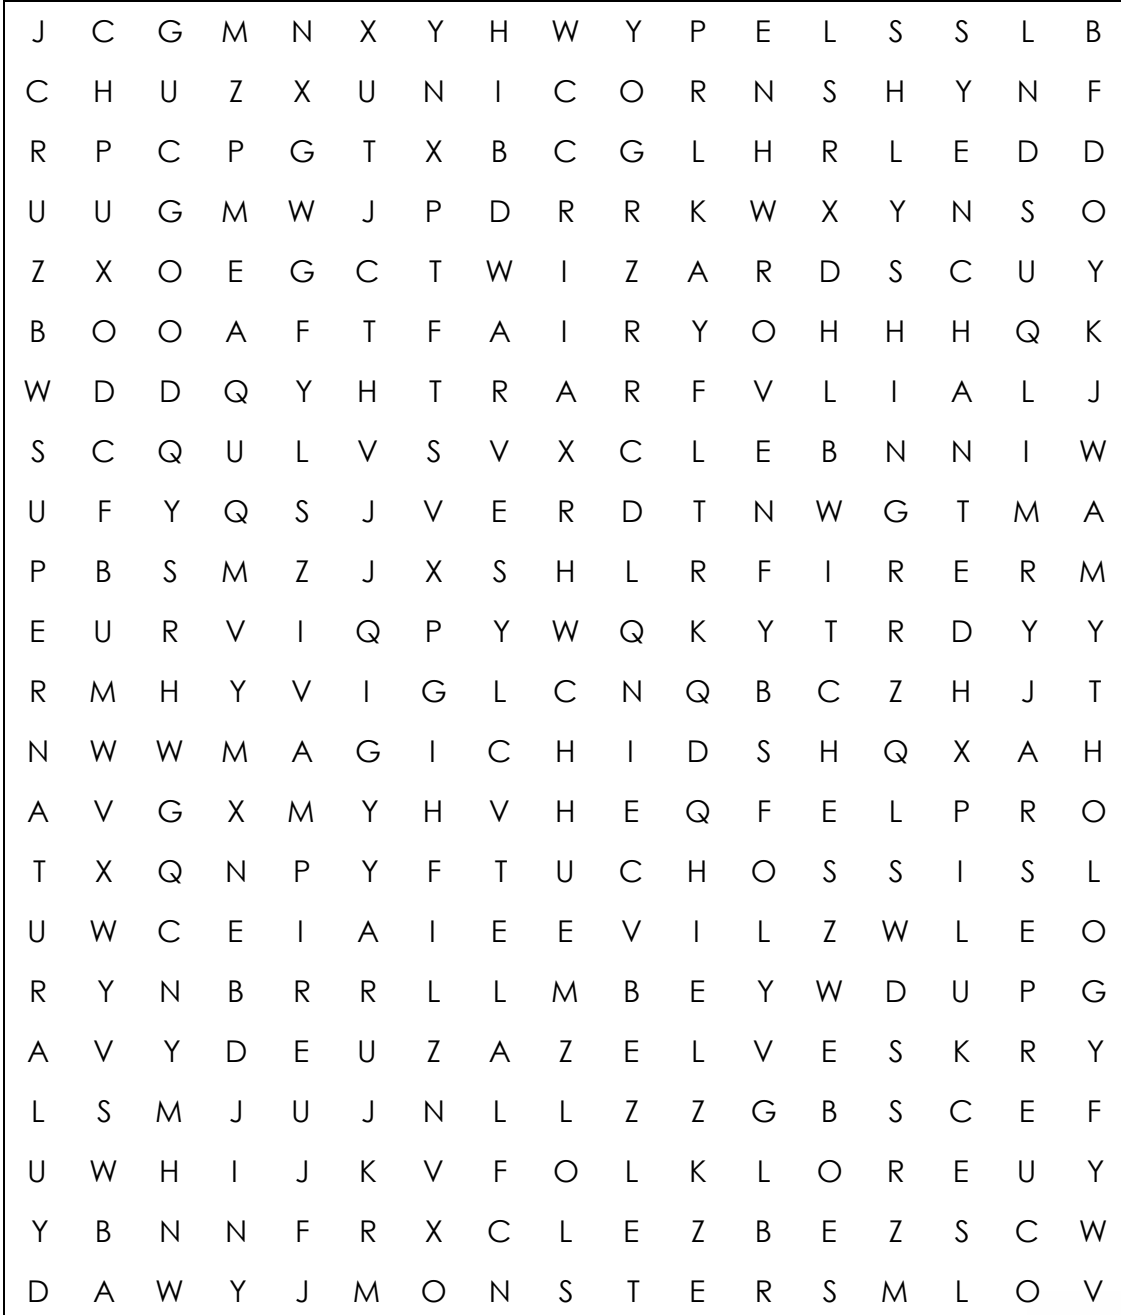 J C G M N X Y H W Y P E L S S L B
C H U Z X U N I C O R N S H Y N F
R P C P G T X B C G L H R L E D D
U U G M W J P D R R K W X Y N S O
Z X O E G C T W I Z A R D S C U Y
B O O A F T F A I R Y O H H H Q K
W D D Q Y H T R A R F V L I A L J
S C Q U L V S V X C L E B N N I W
U F Y Q S J V E R D T N W G T M A
P B S M Z J X S H L R F I R E R M
E U R V I Q P Y W Q K Y T R D Y Y
R M H Y V I G L C N Q B C Z H J T
N W W M A G I C H I D S H Q X A H
A V G X M Y H V H E Q F E L P R O
T X Q N P Y F T U C H O S S I S L
U W C E I A I E E V I L Z W L E O
R Y N B R R L L M B E Y W D U P G
A V Y D E U Z A Z E L V E S K R Y
L S M J U J N L L Z Z G B S C E F
U W H I J K V F O L K L O R E U Y
Y B N N F R X C L E Z B E Z S C W
D A W Y J M O N S T E R S M L O V